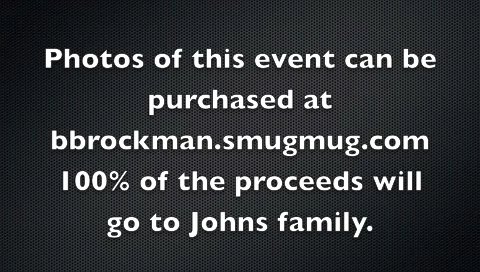 Photos of this event can be
purchased at
bbrockman.smugmug.com
100% of the proceeds will
go to Johns family.